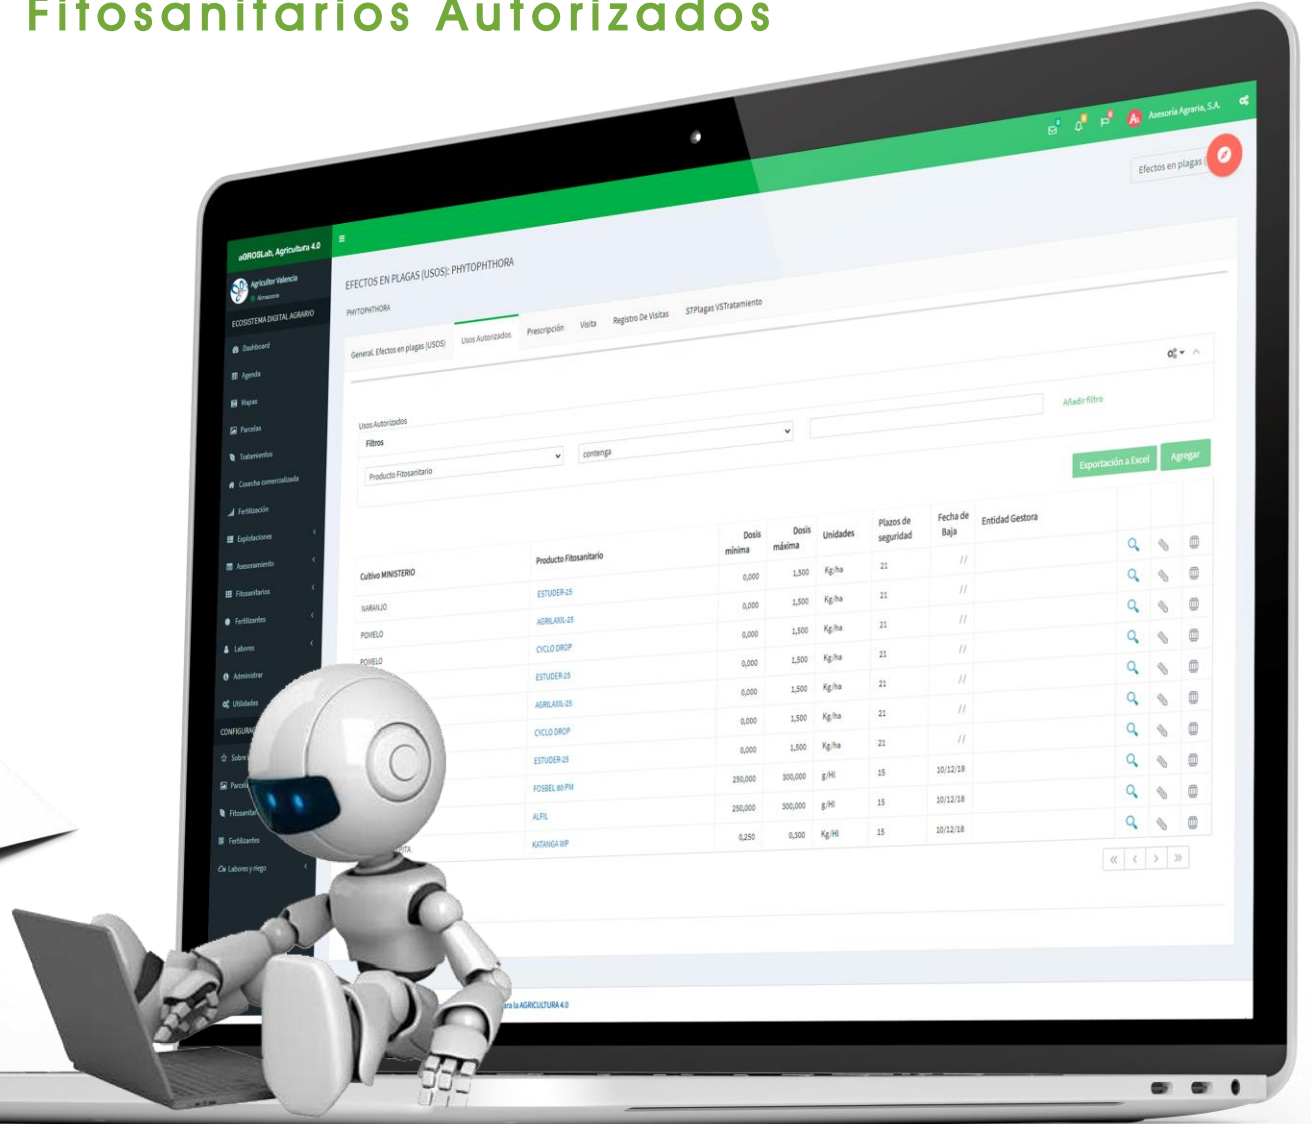 Fitosanitarios Autorizados
Asesoría Agraria, S.A.
Efectos en plagas (
aGROSLab, Agricultura 4.0
Agricultor Valencia
Almassora
ECOSISTEMA DIGITAL AGRARIO
Dashboard
Agenda
Mapas
Parcelas
Tratamientos
Cosecha comercializada
Fertilización
Explotaciones
Asesoramiento
Fitosanitarios
Fertilizantes
Labores
Administrar
Utilidades
CONFIGURAC
Sobre
Parcel
Fitosanitar
Fertilizantes
Labores y riego
EFECTOS EN PLAGAS (USOS): PHYTOPHTHORA
PHYTOPHTHORA
General. Efectos en plagas (USOS) Usos Autorizados Prescripción Visita Registro De Visitas STPlagas VSTratamiento
Usos Autorizados
Filtros
Producto Fitosanitario contenga Añadir filtro
Exportación a Excel Agregar
Cultivo MINISTERIO Producto Fitosanitario Dosis mínima Dosis máxima Unidades Plazos de seguridad Fecha de Baja Entidad Gestora
NARANJO ESTUDER-25 0,000 1,500 Kg/ha 21 / /
POMELO AGRILAXIL-25 0,000 1,500 Kg/ha 21 / /
POMELO CYCLO DROP 0,000 1,500 Kg/ha 21 / /
ESTUDER-25 0,000 1,500 Kg/ha 21 / /
AGRILAXIL-25 0,000 1,500 Kg/ha 21 / /
CYCLO DROP 0,000 1,500 Kg/ha 21 / /
ESTUDER-25 0,000 1,500 Kg/ha 21 / /
FOSBEL 80 PM 250,000 300,000 g/Hl 15 10/12/18
ALFIL 250,000 300,000 g/Hl 15 10/12/18
PITA KATANGA WP 0,250 0,300 Kg/Hl 15 10/12/18
« < > »
ara la AGRICULTURA 4.0